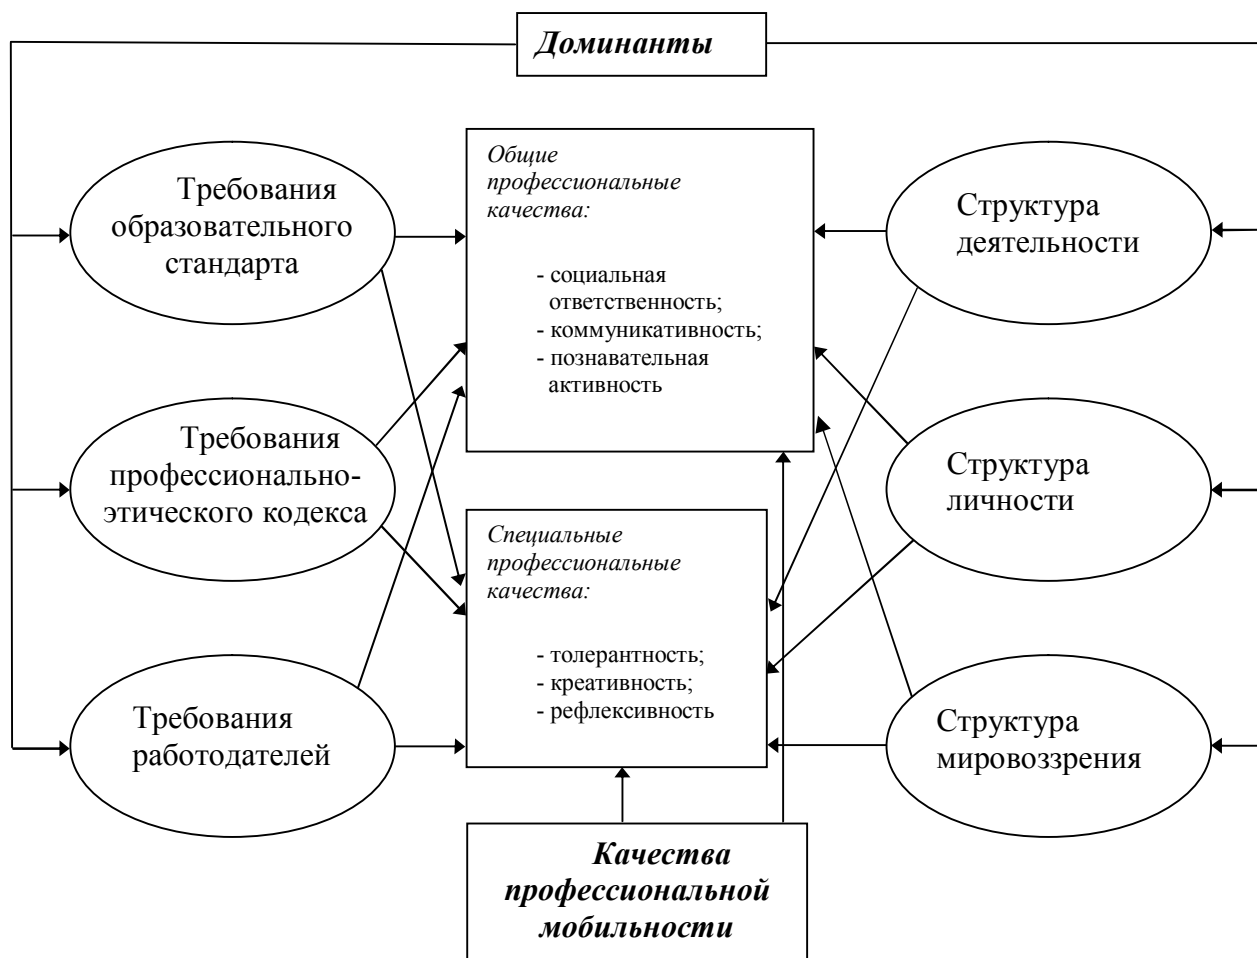 Доминанты
Требования
образовательного
стандарта
Требования
профессионально-
этического кодекса
Требования
работодателей
Общие
профессиональные
качества:
- социальная
ответственность;
- коммуникативность;
- познавательная
активность
Специальные
профессиональные
качества:
- толерантность;
- креативность;
- рефлексивность
Структура
деятельности
Структура
личности
Структура
мировоззрения
Качества
профессиональной
мобильности